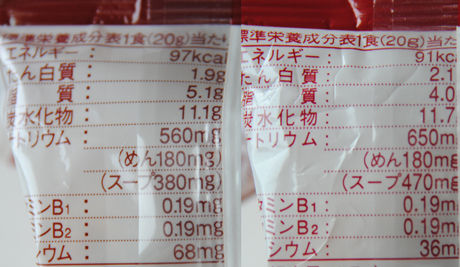 標準栄養成分表1食(20g)当た
エネルギー： 97kcal
たん白質： 1.9g
脂質： 5.1g
炭水化物： 11.1g
トリウム： 560mg
(めん180mg)
(スープ380mg)
ミンB1： 0.19mg
ミンB2： 0.19mg
ウム： 68mg
標準栄養成分表1食(20g)当た
エネルギー： 91kca
たん白質： 2.1
脂質： 4.0
炭水化物： 11.7
トリウム： 650m
(めん180mg
(スープ470mg
タミンB1： 0.19m
ミンB2： 0.19m
シウム： 36m